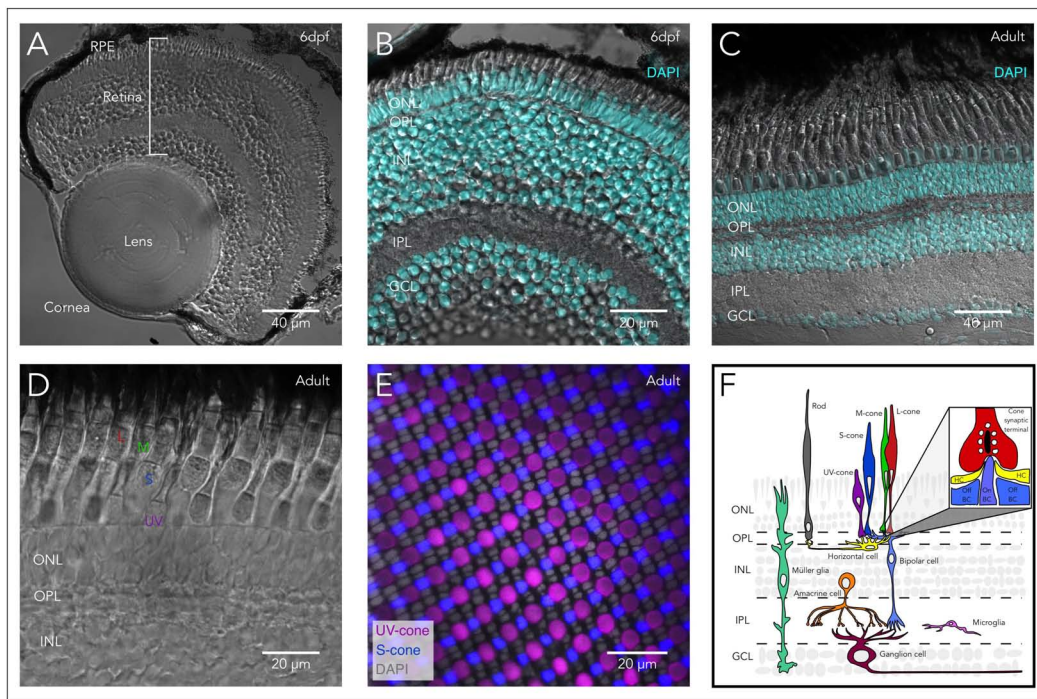 A
6dpf
RPE
Retina
Lens
Cornea
40 µm
B
6dpf
DAPI
ONL
OPL
INL
IPL
GCL
20 µm
C
Adult
DAPI
ONL
OPL
INL
IPL
GCL
40 µm
D
Adult
L
M
S
UV
ONL
OPL
INL
20 µm
E
Adult
UV-cone
S-cone
DAPI
20 µm
F
Rod
L-cone
M-cone
S-cone
UV-cone
Cone
synaptic
terminal
HC
HC
Off
BC
On
BC
Off
BC
ONL
OPL
Horizontal cell
Bipolar cell
INL
Müller glia
Amacrine cell
IPL
Microglia
GCL
Ganglion cell